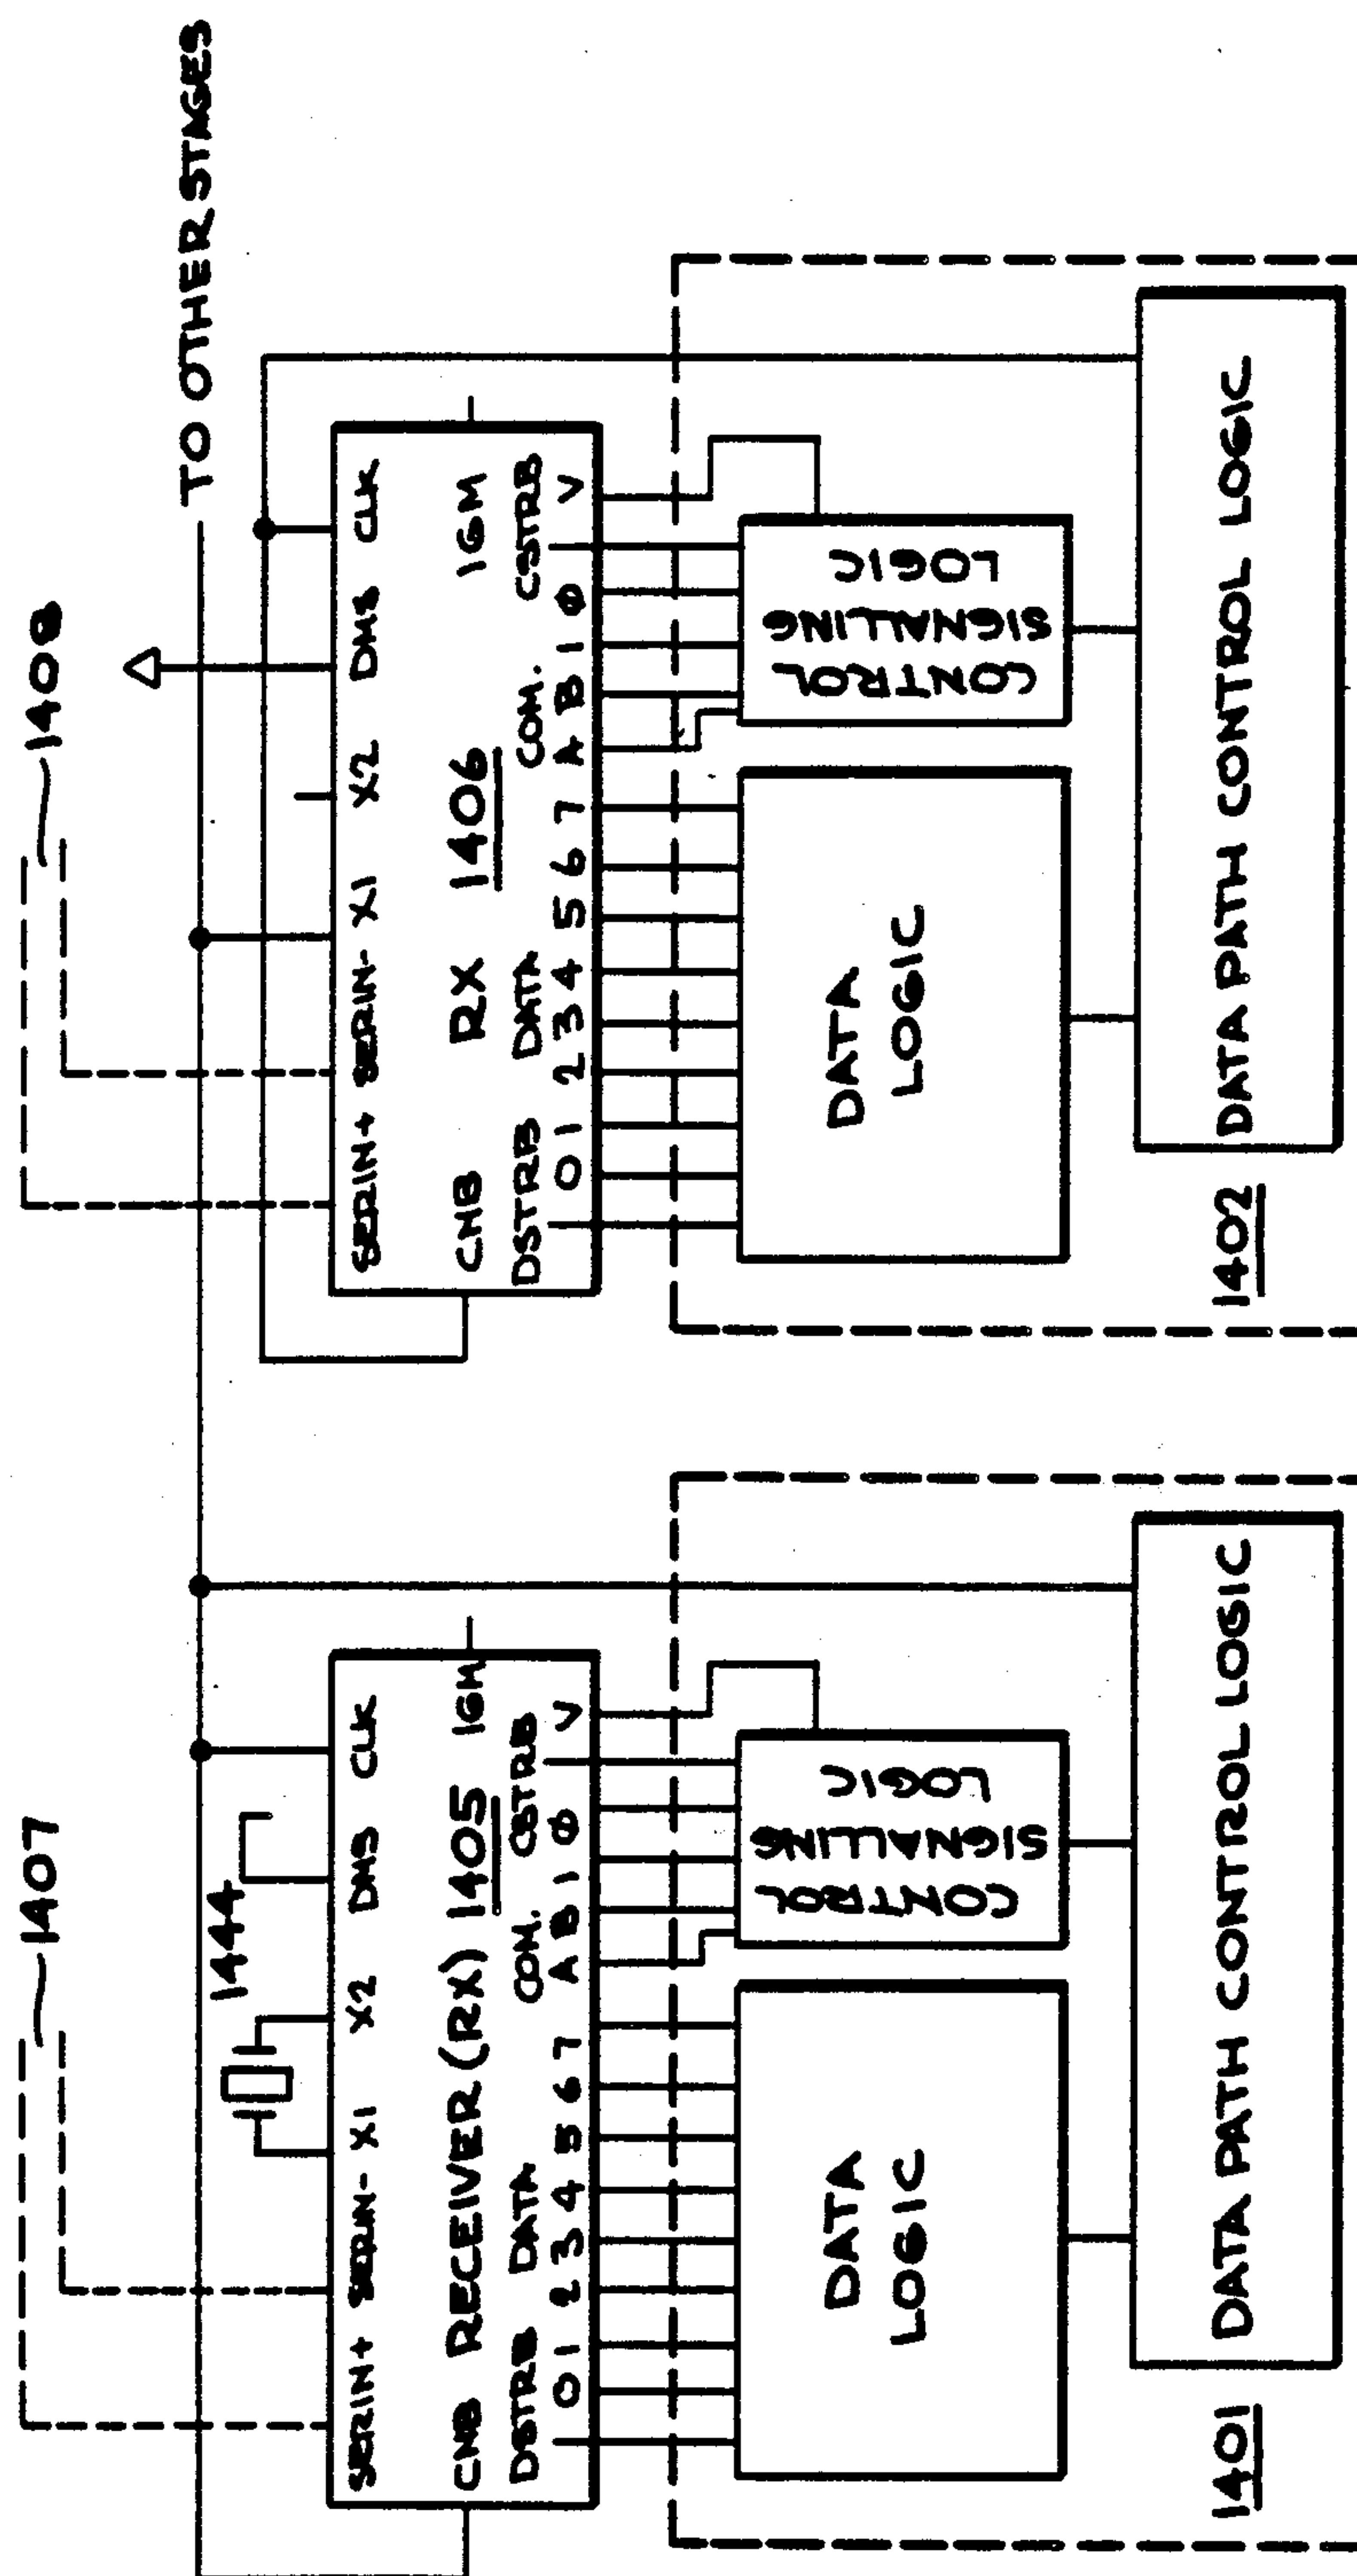 1407
1408
1444
TO OTHER STAGES
SERIN+ SERIN- X1 X2 DMS CLK
CNB RECEIVER (RX) 1405 IGM
DSTRB DATA COM. CSTRB
0 1 2 3 4 5 6 7 A B 1 Φ V
DATA
LOGIC
CONTROL
SIGNALLING
LOGIC
1401 DATA PATH CONTROL LOGIC
SERIN+ SERIN- X1 X2 DMS CLK
CNB RX 1406 IGM
DSTRB DATA COM. CSTRB
0 1 2 3 4 5 6 7 A B 1 Φ V
DATA
LOGIC
CONTROL
SIGNALLING
LOGIC
1402 DATA PATH CONTROL LOGIC